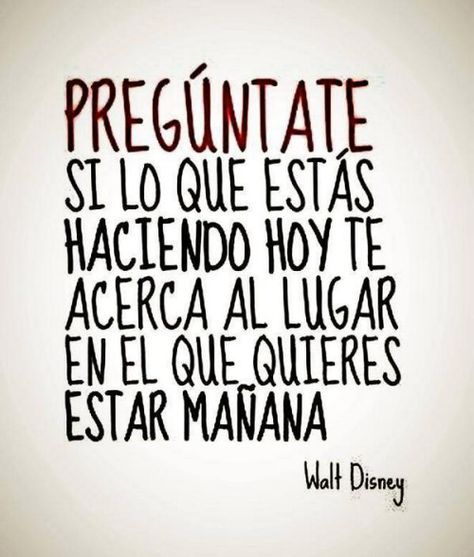 PREGÚNTATE
SI LO QUE ESTÁS
HACIENDO HOY TE
ACERCA AL LUGAR
EN EL QUE QUIERES
ESTAR MAÑANA
Walt Disney